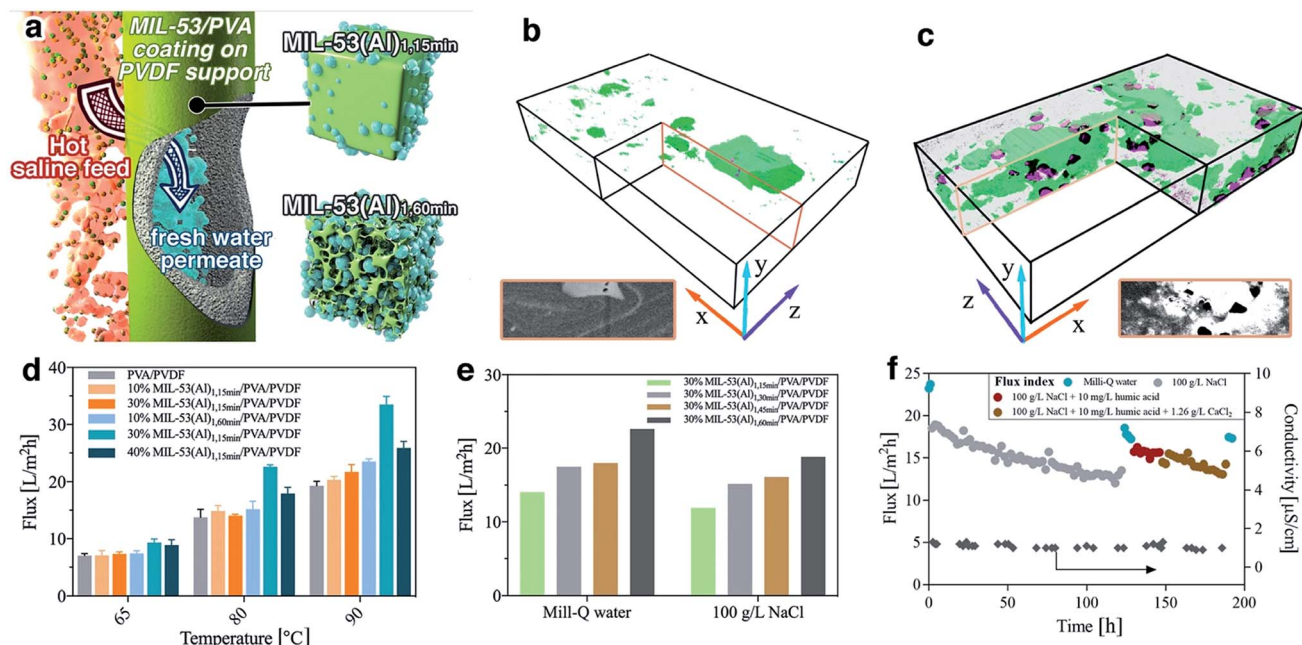 a
MIL-53/PVA
coating on
PVDF support
MIL-53(Al)1,15min
Hot
saline feed
fresh water
permeate
MIL-53(Al)1,60min
b
y
x
z
c
y
z
x
d
PVA/PVDF
10% MIL-53(Al)1,15min/PVA/PVDF
30% MIL-53(Al)1,15min/PVA/PVDF
10% MIL-53(Al)1,60min/PVA/PVDF
30% MIL-53(Al)1,15min/PVA/PVDF
40% MIL-53(Al)1,15min/PVA/PVDF
Flux [L/m²h]
40
30
20
10
0
65
80
90
Temperature [°C]
e
30% MIL-53(Al)1,15min/PVA/PVDF
30% MIL-53(Al)1,30min/PVA/PVDF
30% MIL-53(Al)1,45min/PVA/PVDF
30% MIL-53(Al)1,60min/PVA/PVDF
Flux [L/m²h]
30
20
10
0
Mill-Q water
100 g/L NaCl
f
Flux index
Milli-Q water
100 g/L NaCl
100 g/L NaCl + 10 mg/L humic acid
100 g/L NaCl + 10 mg/L humic acid + 1.26 g/L CaCl₂
Flux [L/m²h]
25
20
15
10
5
0
Conductivity [µS/cm]
10
8
6
4
2
0
0
50
100
150
200
Time [h]